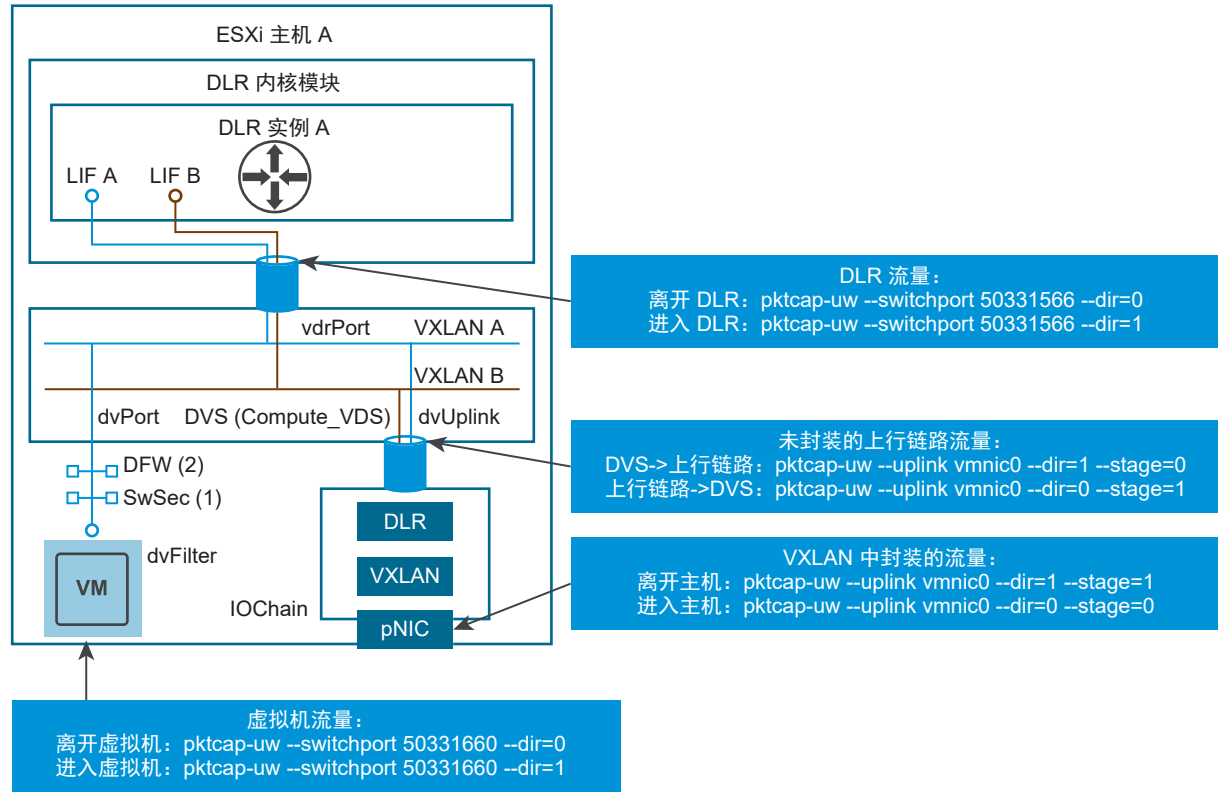 ESXi 主机 A
DLR 内核模块
DLR 实例 A
LIF A
LIF B
DLR 流量：
离开 DLR：pktcap-uw --switchport 50331566 --dir=0
进入 DLR：pktcap-uw --switchport 50331566 --dir=1
vdrPort
VXLAN A
VXLAN B
dvPort
DVS (Compute_VDS)
dvUplink
未封装的上行链路流量：
DVS->上行链路：pktcap-uw --uplink vmnic0 --dir=1 --stage=0
上行链路->DVS：pktcap-uw --uplink vmnic0 --dir=0 --stage=1
DFW (2)
SwSec (1)
DLR
dvFilter
VXLAN
VM
IOChain
pNIC
VXLAN 中封装的流量：
离开主机：pktcap-uw --uplink vmnic0 --dir=1 --stage=1
进入主机：pktcap-uw --uplink vmnic0 --dir=0 --stage=0
虚拟机流量：
离开虚拟机：pktcap-uw --switchport 50331660 --dir=0
进入虚拟机：pktcap-uw --switchport 50331660 --dir=1